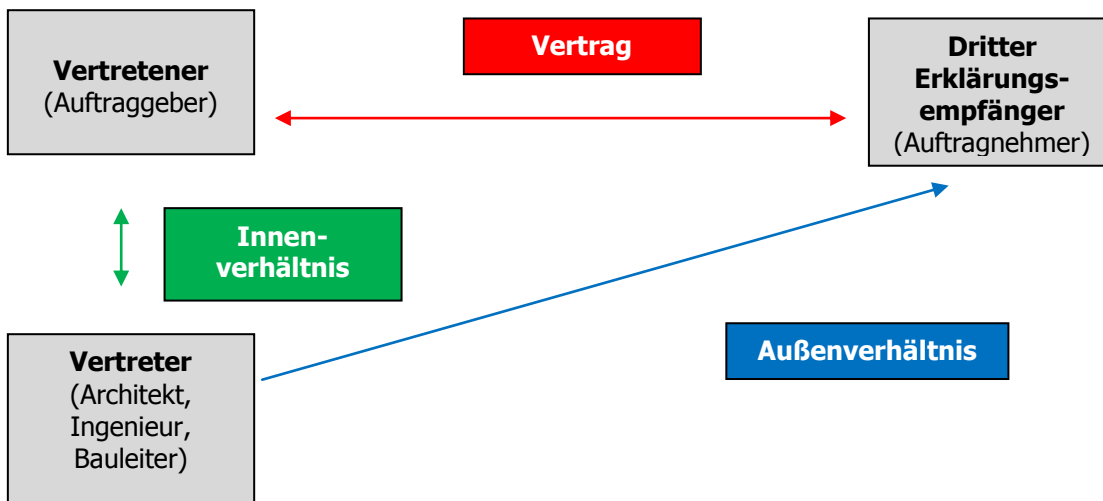 Vertretener
(Auftraggeber)
Vertrag
Dritter
Erklärungs-
empfänger
(Auftragnehmer)
Innen-
verhältnis
Außenverhältnis
Vertreter
(Architekt,
Ingenieur,
Bauleiter)